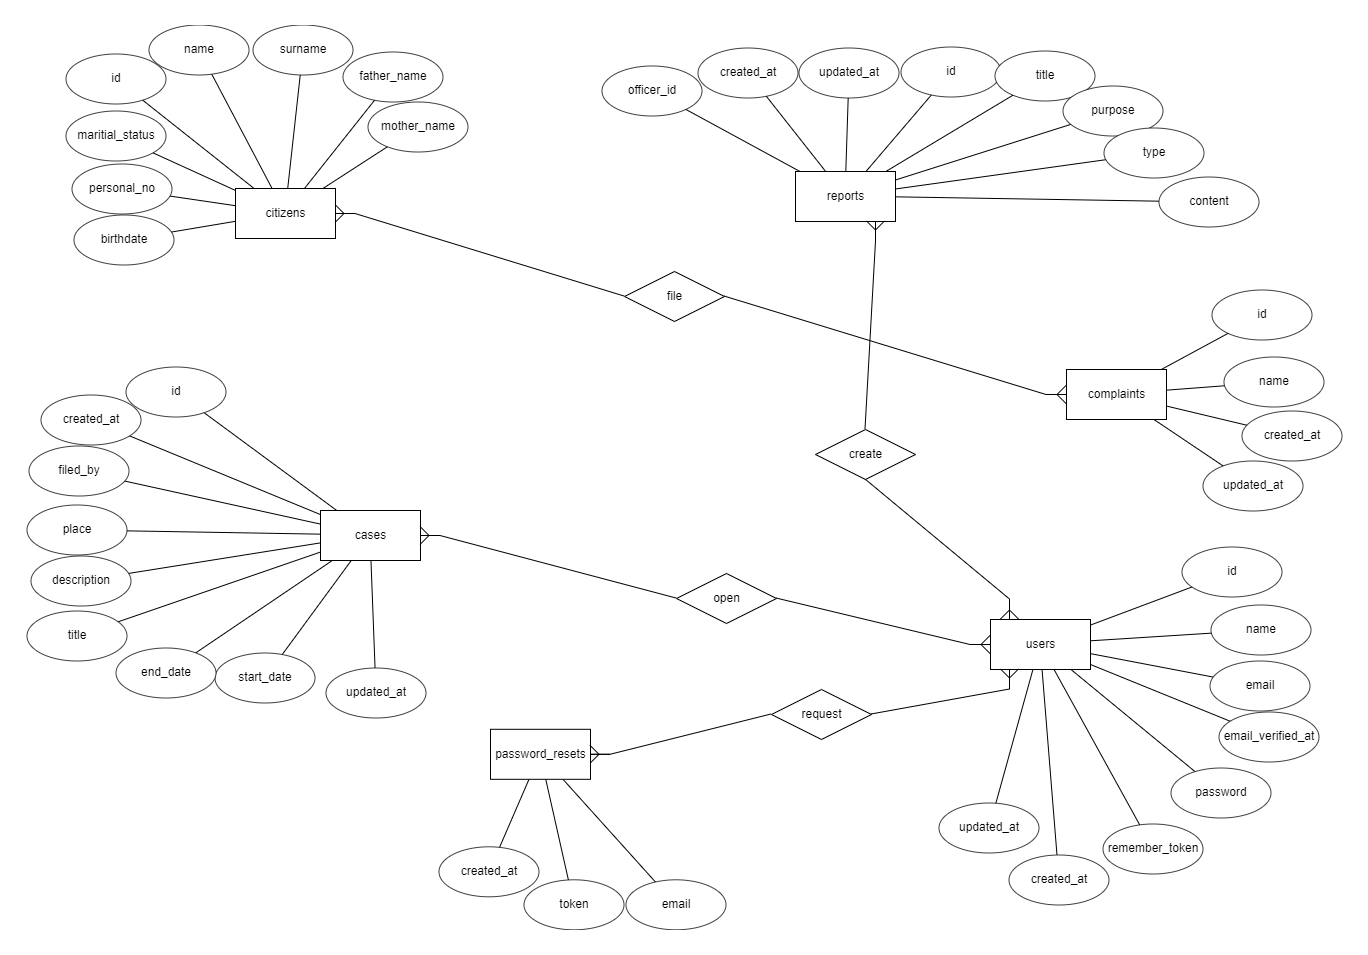 id
name
surname
father_name
mother_name
maritial_status
personal_no
birthdate
citizens
officer_id
created_at
updated_at
id
title
purpose
type
content
reports
file
id
name
created_at
updated_at
complaints
create
id
created_at
filed_by
place
description
title
end_date
start_date
updated_at
cases
open
users
id
name
email
email_verified_at
password
remember_token
created_at
updated_at
request
password_resets
created_at
token
email